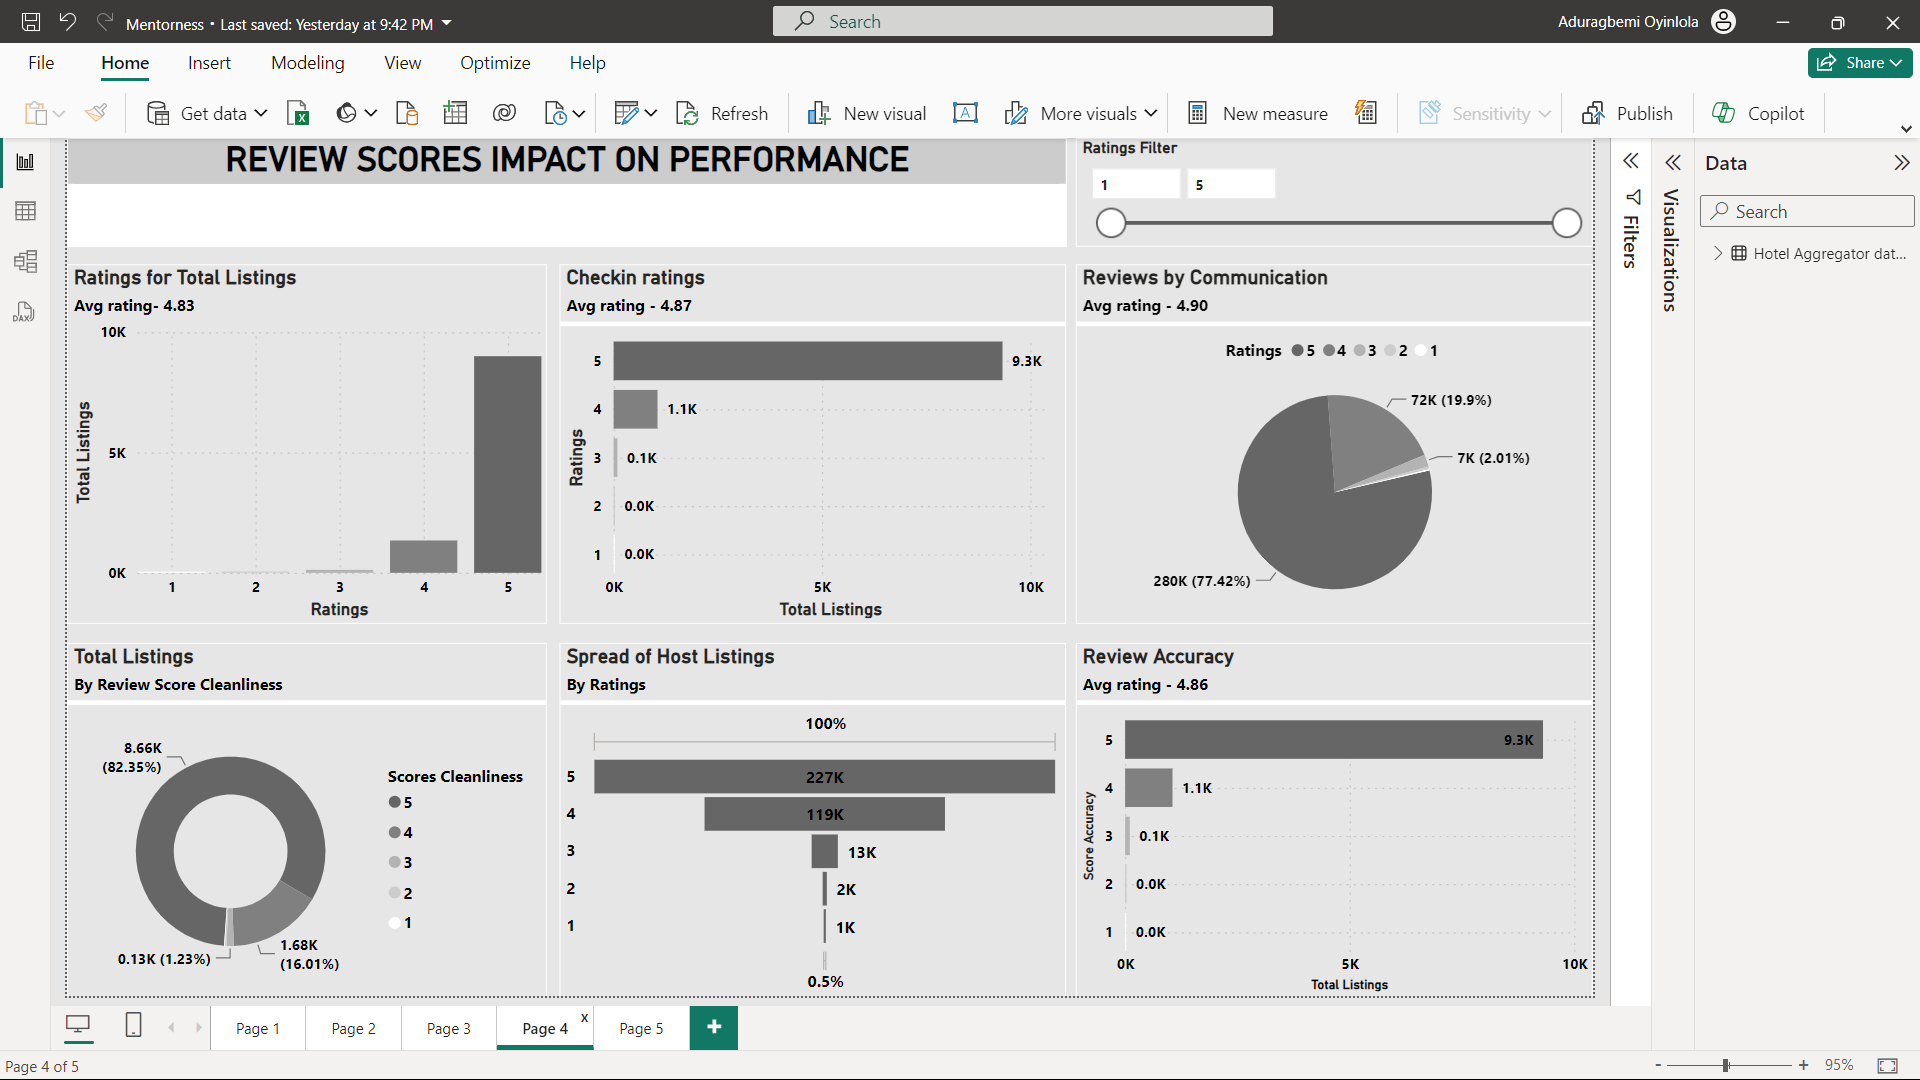 Mentorness • Last saved: Yesterday at 9:42 PM
Search
Aduragbemi Oyinlola
File Home Insert Modeling View Optimize Help
Share
Get data
Refresh
New visual
More visuals
New measure
Sensitivity
Publish
Copilot
DAX
REVIEW SCORES IMPACT ON PERFORMANCE
Ratings Filter
1 5
Filters
Visualizations
Data
Search
Hotel Aggregator dat...
Ratings for Total Listings
Avg rating- 4.83
10K
5K
0K
Total Listings
1 2 3 4 5
Ratings
Checkin ratings
Avg rating - 4.87
Ratings
5 9.3K
4 1.1K
3 0.1K
2 0.0K
1 0.0K
0K 5K 10K
Total Listings
Reviews by Communication
Avg rating - 4.90
Ratings 5 4 3 2 1
72K (19.9%)
7K (2.01%)
280K (77.42%)
Total Listings
By Review Score Cleanliness
8.66K
(82.35%)
0.13K (1.23%)
1.68K
(16.01%)
Scores Cleanliness
5
4
3
2
1
Spread of Host Listings
By Ratings
100%
5 227K
4 119K
3 13K
2 2K
1 1K
0.5%
Review Accuracy
Avg rating - 4.86
Score Accuracy
5 9.3K
4 1.1K
3 0.1K
2 0.0K
1 0.0K
0K 5K 10K
Total Listings
Page 1 Page 2 Page 3 Page 4 x Page 5 +
Page 4 of 5
- + 95%